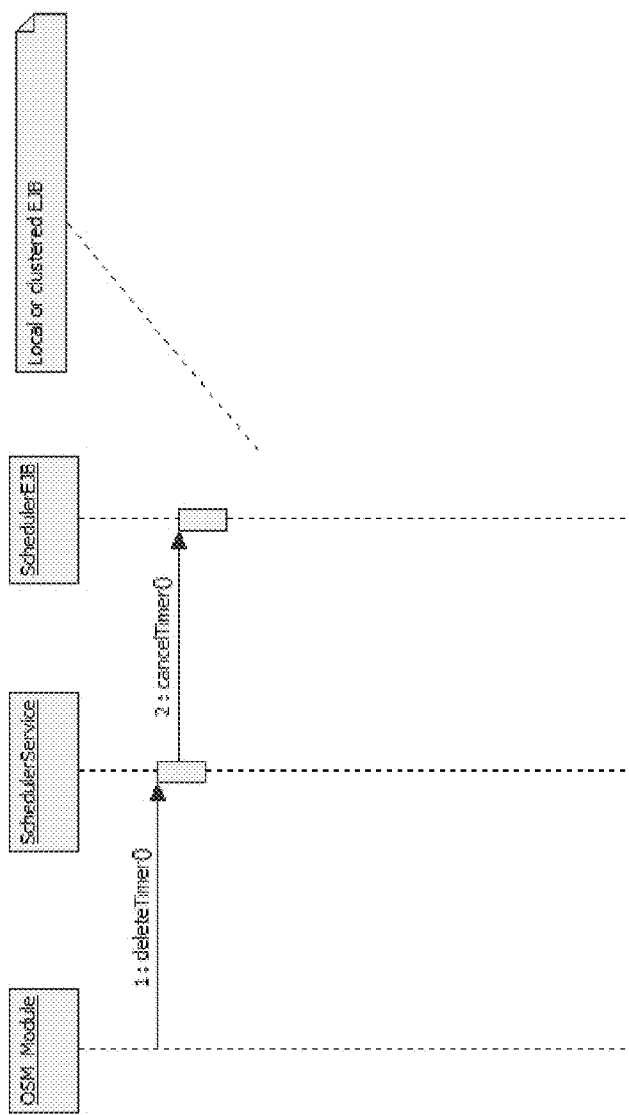 OSM_Module
SchedulerService
SchedulerEJB
Local or clustered EJB
1 : deleteTimer()
2 : cancelTimer()